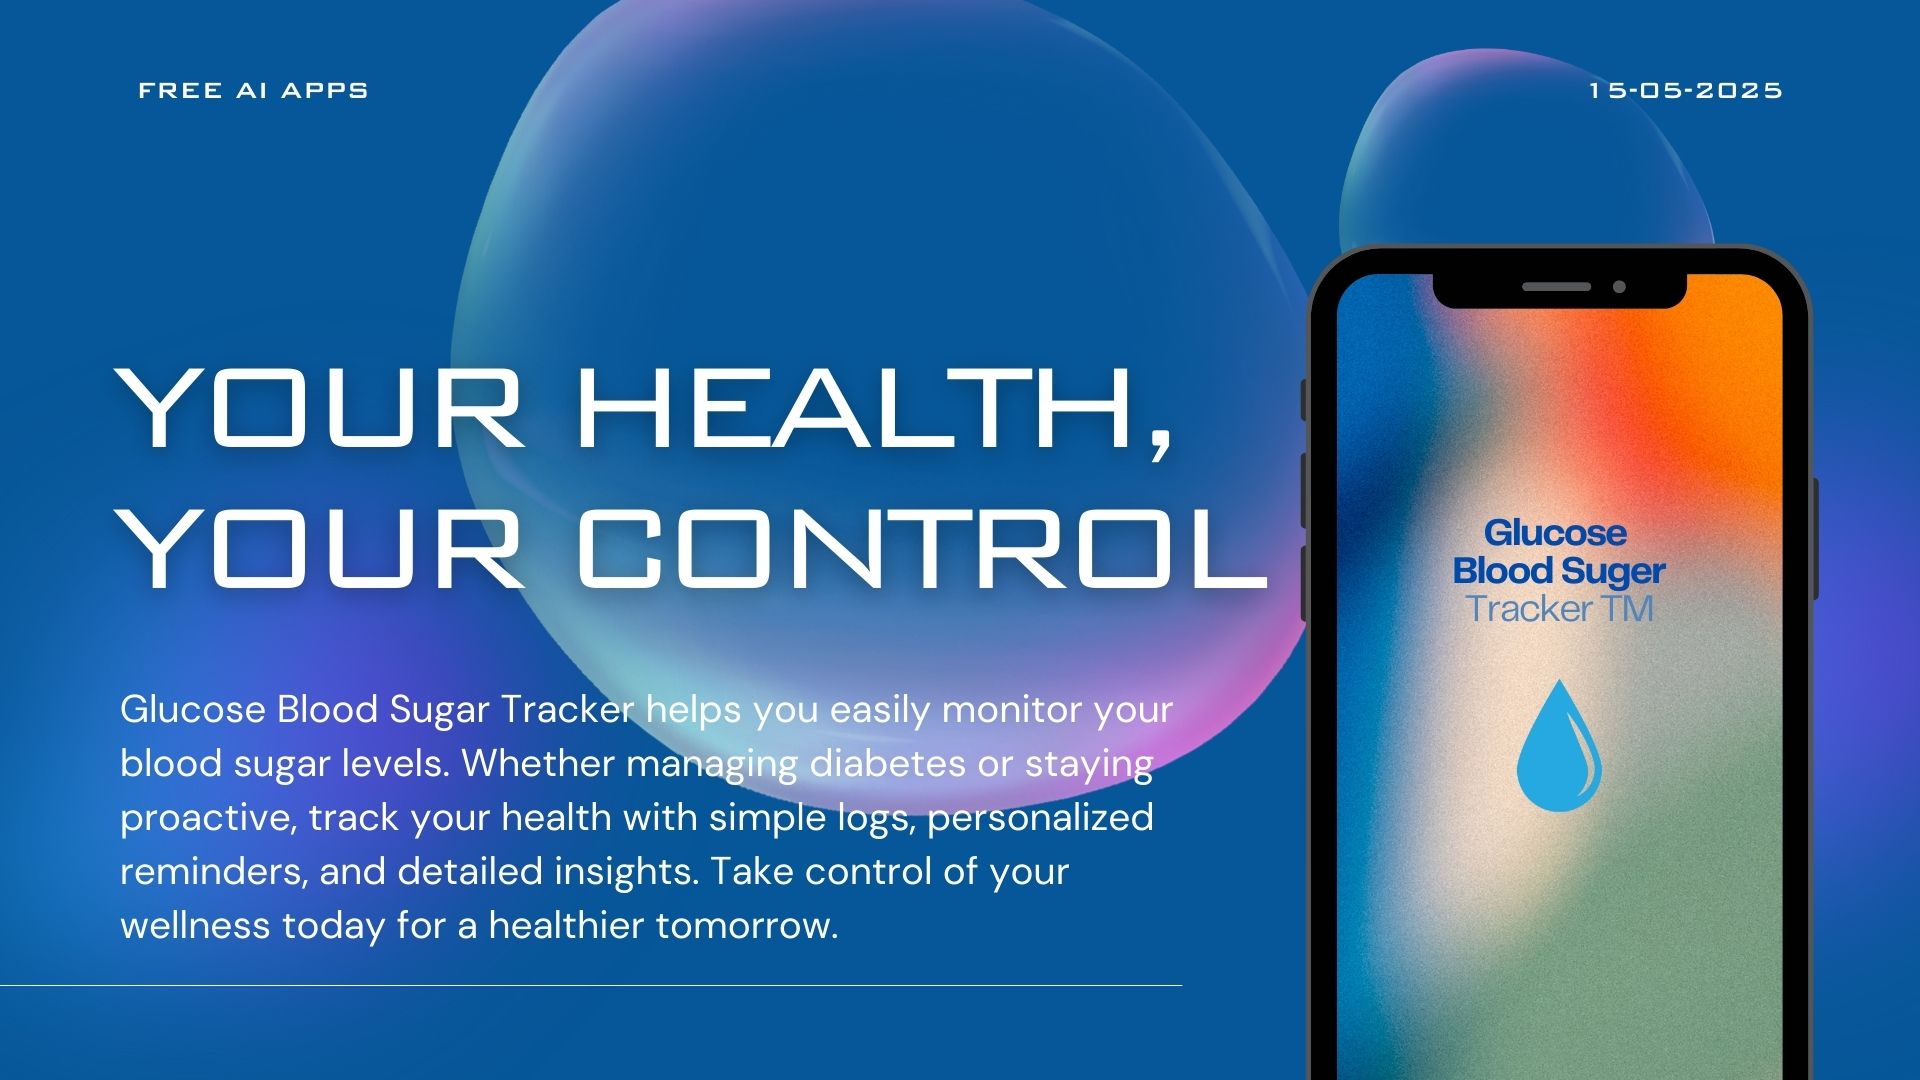 FREE AI APPS
15-05-2025
YOUR HEALTH,
YOUR CONTROL
Glucose Blood Sugar Tracker helps you easily monitor your
blood sugar levels. Whether managing diabetes or staying
proactive, track your health with simple logs, personalized
reminders, and detailed insights. Take control of your
wellness today for a healthier tomorrow.
Glucose
Blood Suger
Tracker TM